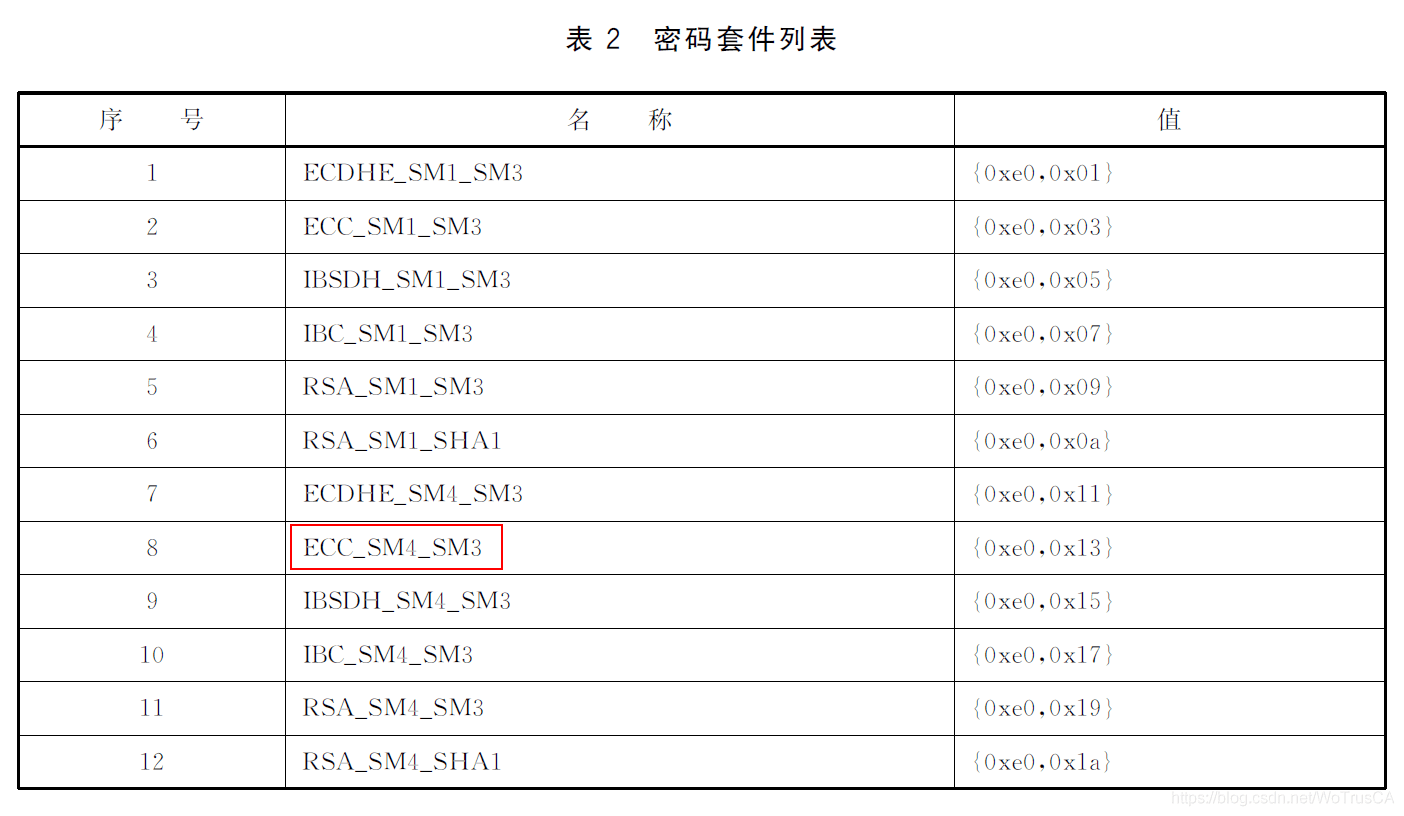 表 2 密码套件列表
序 号 名 称 值
1 ECDHE_SM1_SM3 {0xe0,0x01}
2 ECC_SM1_SM3 {0xe0,0x03}
3 IBSDH_SM1_SM3 {0xe0,0x05}
4 IBC_SM1_SM3 {0xe0,0x07}
5 RSA_SM1_SM3 {0xe0,0x09}
6 RSA_SM1_SHA1 {0xe0,0x0a}
7 ECDHE_SM4_SM3 {0xe0,0x11}
8 ECC_SM4_SM3 {0xe0,0x13}
9 IBSDH_SM4_SM3 {0xe0,0x15}
10 IBC_SM4_SM3 {0xe0,0x17}
11 RSA_SM4_SM3 {0xe0,0x19}
12 RSA_SM4_SHA1 {0xe0,0x1a}
https://blog.csdn.net/WoTrusCA